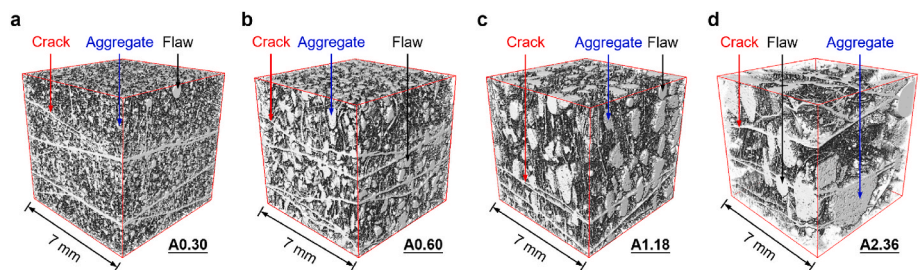 a
b
c
d
Crack Aggregate Flaw
Crack Aggregate Flaw
Crack Aggregate Flaw
Crack Flaw Aggregate
7 mm A0.30
7 mm A0.60
7 mm A1.18
7 mm A2.36